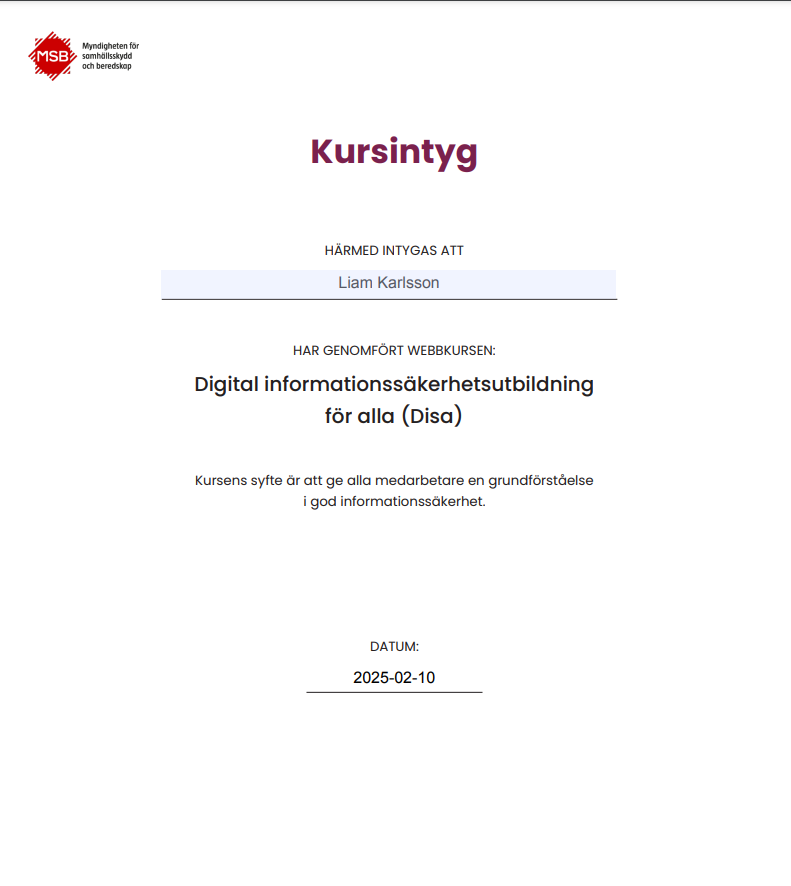 MSB
Myndigheten för
samhällsskydd
och beredskap
Kursintyg
HÄRMED INTYGAS ATT
Liam Karlsson
HAR GENOMFÖRT WEBBKURSEN:
Digital informationssäkerhetsutbildning
för alla (Disa)
Kursens syfte är att ge alla medarbetare en grundförståelse
i god informationssäkerhet.
DATUM:
2025-02-10